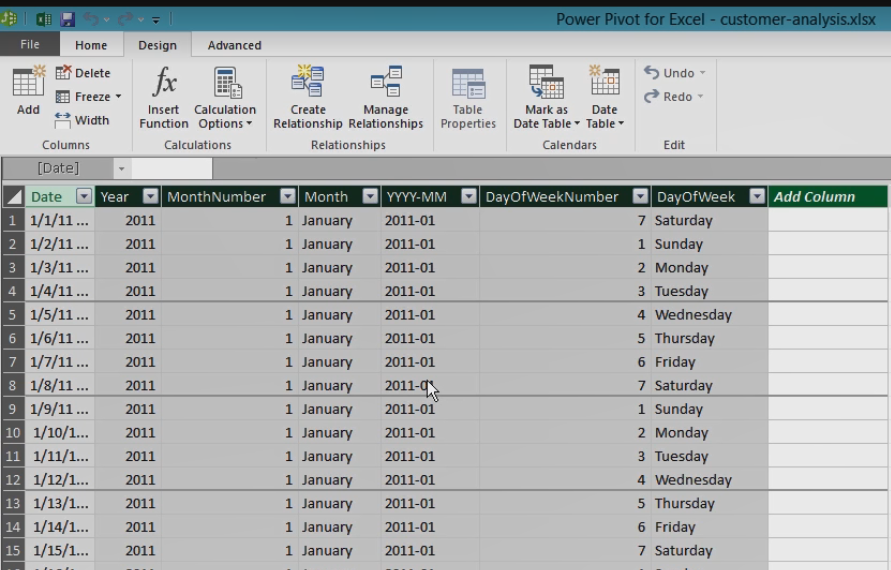 Power Pivot for Excel - customer-analysis.xlsx
File Home Design Advanced
Add
Delete
Freeze
Width
Columns
fx
Insert Function
Calculation Options
Calculations
Create Relationship
Manage Relationships
Relationships
Table Properties
Mark as Date Table
Date Table
Calendars
Undo
Redo
Edit
[Date]
Date Year MonthNumber Month YYYY-MM DayOfWeekNumber DayOfWeek Add Column
1 1/1/11 ... 2011 1 January 2011-01 7 Saturday
2 1/2/11 ... 2011 1 January 2011-01 1 Sunday
3 1/3/11 ... 2011 1 January 2011-01 2 Monday
4 1/4/11 ... 2011 1 January 2011-01 3 Tuesday
5 1/5/11 ... 2011 1 January 2011-01 4 Wednesday
6 1/6/11 ... 2011 1 January 2011-01 5 Thursday
7 1/7/11 ... 2011 1 January 2011-01 6 Friday
8 1/8/11 ... 2011 1 January 2011-01 7 Saturday
9 1/9/11 ... 2011 1 January 2011-01 1 Sunday
10 1/10/1... 2011 1 January 2011-01 2 Monday
11 1/11/1... 2011 1 January 2011-01 3 Tuesday
12 1/12/1... 2011 1 January 2011-01 4 Wednesday
13 1/13/1... 2011 1 January 2011-01 5 Thursday
14 1/14/1... 2011 1 January 2011-01 6 Friday
15 1/15/1... 2011 1 January 2011-01 7 Saturday